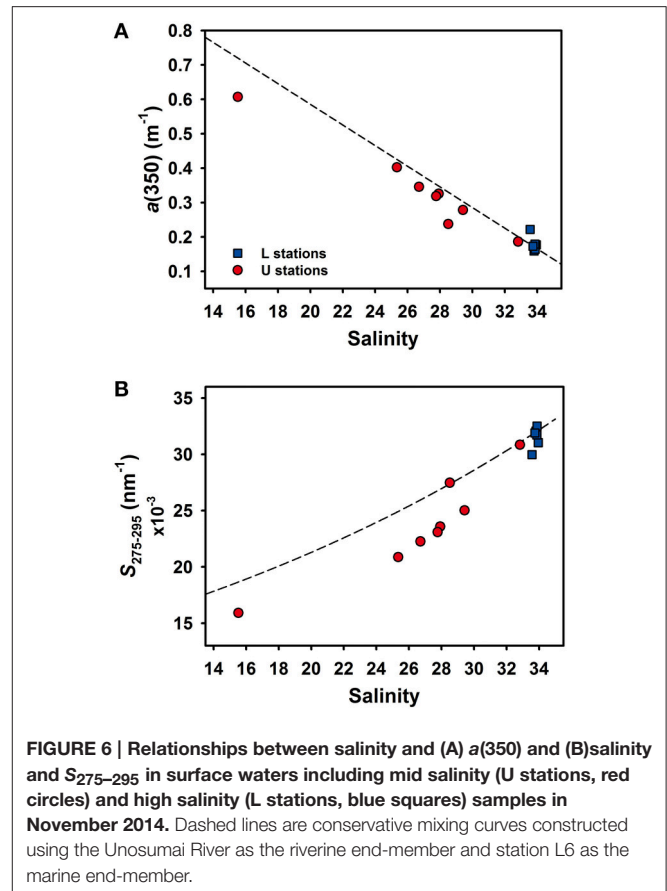 A
0.8
0.7
0.6
0.5
0.4
0.3
0.2
0.1
a(350) (m⁻¹)
L stations
U stations
14 16 18 20 22 24 26 28 30 32 34
Salinity
B
35
30
25
20
15
S₂₇₅₋₂₉₅ (nm⁻¹)
x10⁻³
14 16 18 20 22 24 26 28 30 32 34
Salinity
FIGURE 6 | Relationships between salinity and (A) a(350) and (B)salinity
and S₂₇₅₋₂₉₅ in surface waters including mid salinity (U stations, red
circles) and high salinity (L stations, blue squares) samples in
November 2014. Dashed lines are conservative mixing curves constructed
using the Unosumai River as the riverine end-member and station L6 as the
marine end-member.